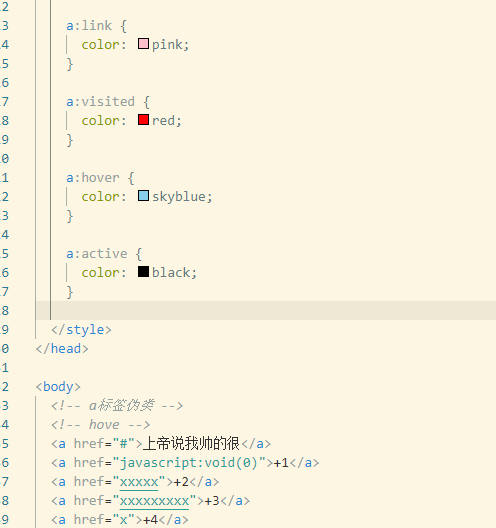 2
3 a:link {
4 color: pink;
5 }
6
7 a:visited {
8 color: red;
9 }
0
1 a:hover {
2 color: skyblue;
3 }
4
5 a:active {
6 color: black;
7 }
8
9 </style>
0 </head>
1
2 <body>
3 <!-- a标签伪类 -->
4 <!-- hove -->
5 <a href="#">上帝说我帅的很</a>
6 <a href="javascript:void(0)">+1</a>
7 <a href="xxxxx">+2</a>
8 <a href="xxxxxxxxx">+3</a>
9 <a href="x">+4</a>